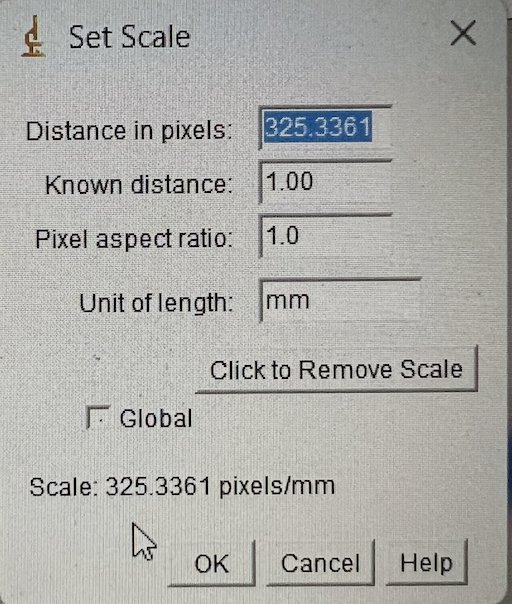 Set Scale
Distance in pixels: 325.3361
Known distance: 1.00
Pixel aspect ratio: 1.0
Unit of length: mm
Click to Remove Scale
Global
Scale: 325.3361 pixels/mm
OK Cancel Help